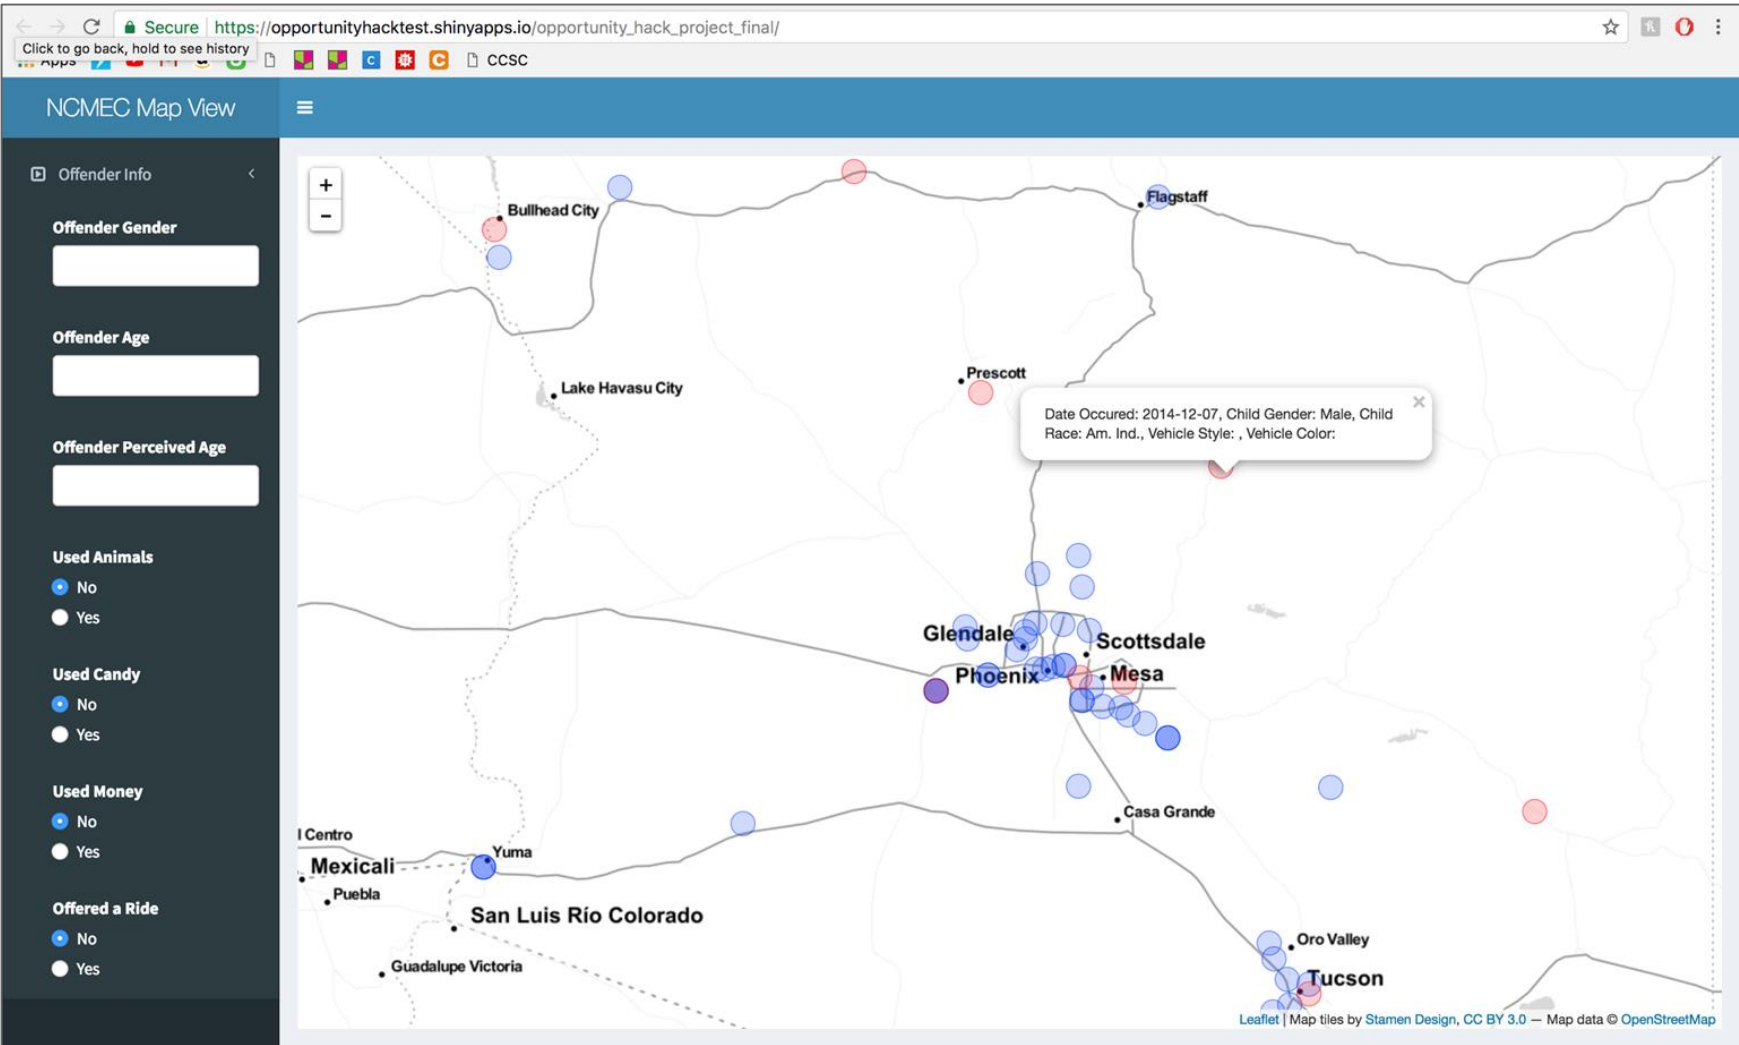 Secure https://opportunityhacktest.shinyapps.io/opportunity_hack_project_final/
Click to go back, hold to see history
Apps
CCSC
NCMEC Map View
Offender Info
Offender Gender
Offender Age
Offender Perceived Age
Used Animals
No
Yes
Used Candy
No
Yes
Used Money
No
Yes
Offered a Ride
No
Yes
+
-
Bullhead City
Flagstaff
Lake Havasu City
Prescott
Date Occured: 2014-12-07, Child Gender: Male, Child
Race: Am. Ind., Vehicle Style: , Vehicle Color:
Glendale
Scottsdale
Phoenix
Mesa
Casa Grande
l Centro
Yuma
Mexicali
Puebla
San Luis Río Colorado
Guadalupe Victoria
Oro Valley
Tucson
Leaflet | Map tiles by Stamen Design, CC BY 3.0 — Map data © OpenStreetMap